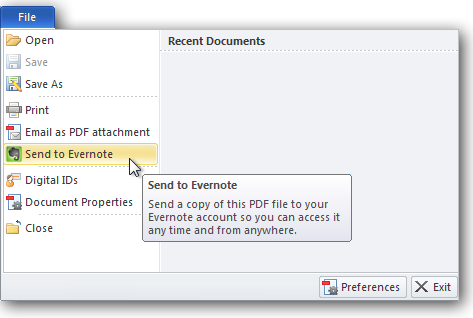 File
Open
Save
Save As
Print
Email as PDF attachment
Send to Evernote
Digital IDs
Document Properties
Close
Recent Documents
Send to Evernote
Send a copy of this PDF file to your
Evernote account so you can access it
any time and from anywhere.
Preferences
Exit